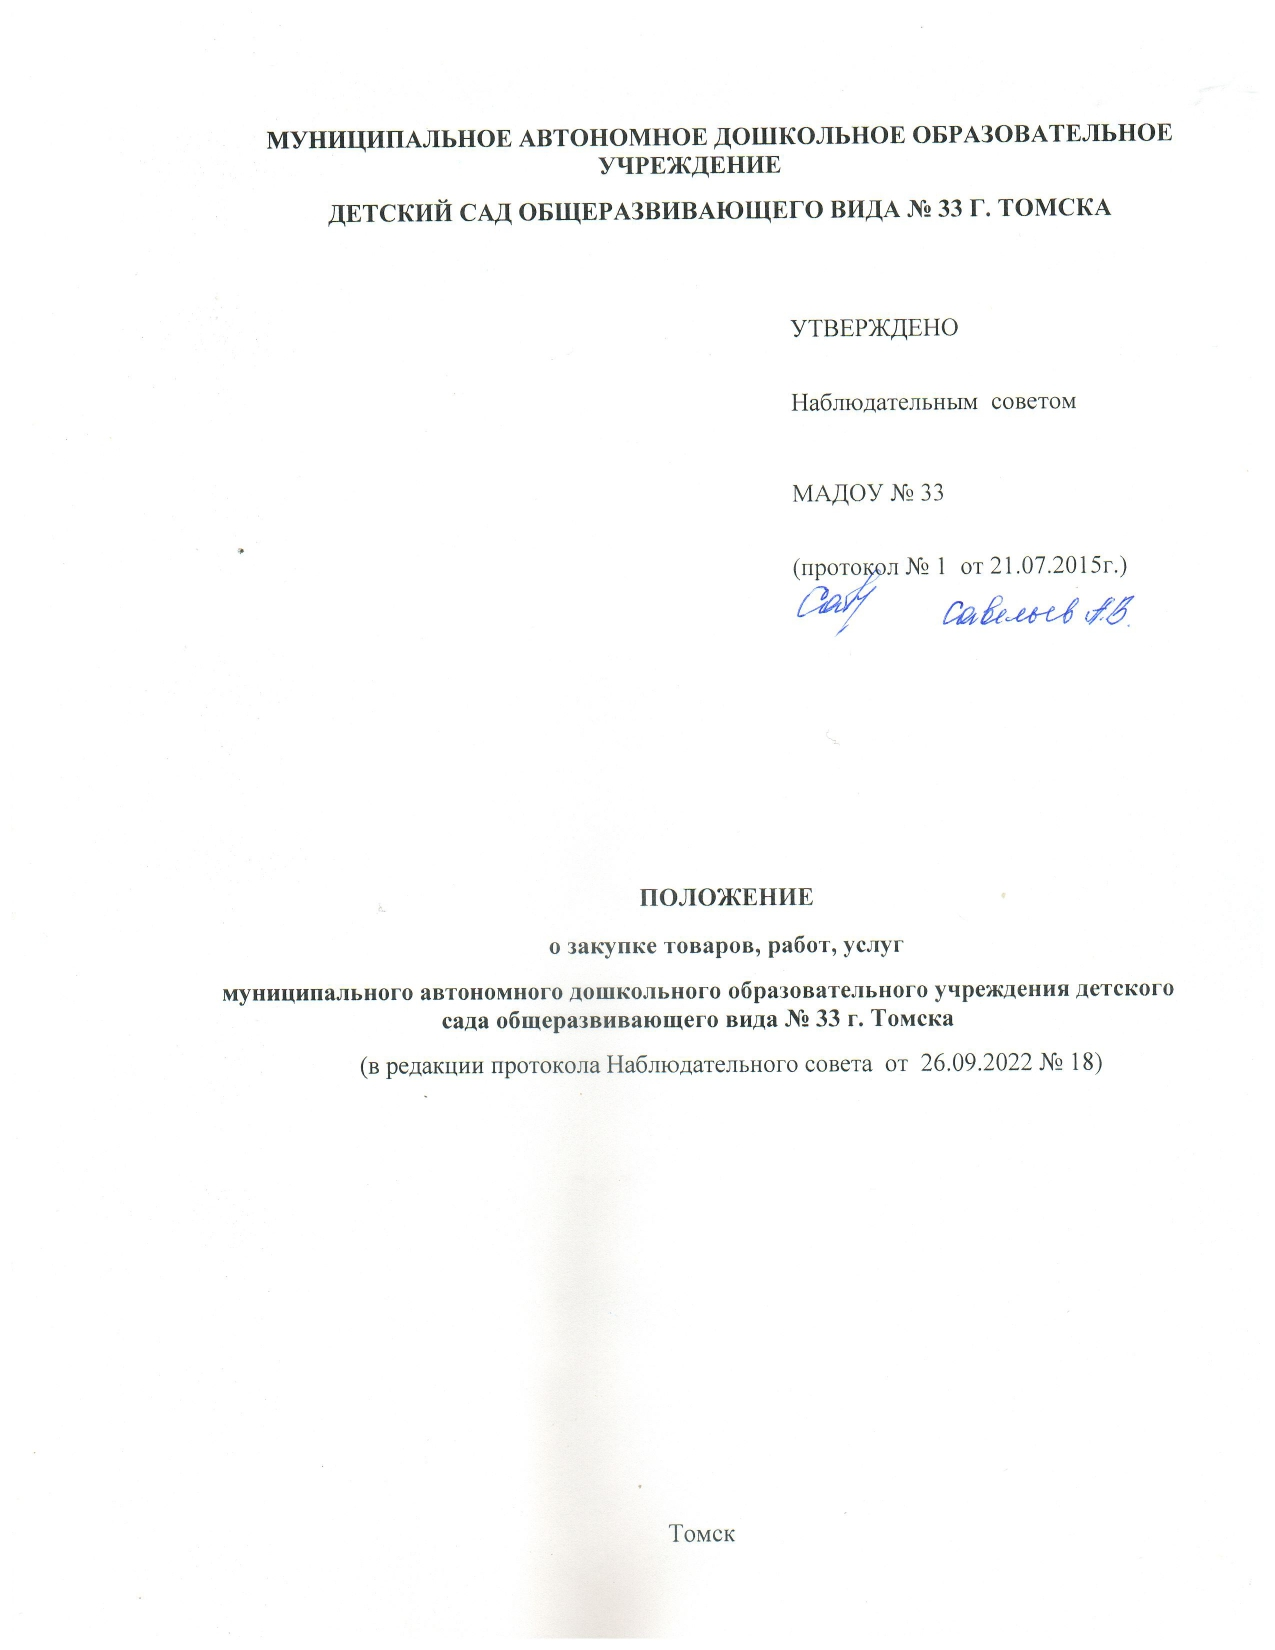 МУНИЦИПАЛЬНОЕ АВТОНОМНОЕ ДОШКОЛЬНОЕ ОБРАЗОВАТЕЛЬНОЕ
УЧРЕЖДЕНИЕ
ДЕТСКИЙ САД ОБЩЕРАЗВИВАЮЩЕГО ВИДА № 33 Г. ТОМСКА
УТВЕРЖДЕНО
Наблюдательным советом
МАДОУ № 33
(протокол № 1 от 21.07.2015г.)
Савельев А.В.
ПОЛОЖЕНИЕ
о закупке товаров, работ, услуг
муниципального автономного дошкольного образовательного учреждения детского
сада общеразвивающего вида № 33 г. Томска
(в редакции протокола Наблюдательного совета от 26.09.2022 № 18)
Томск